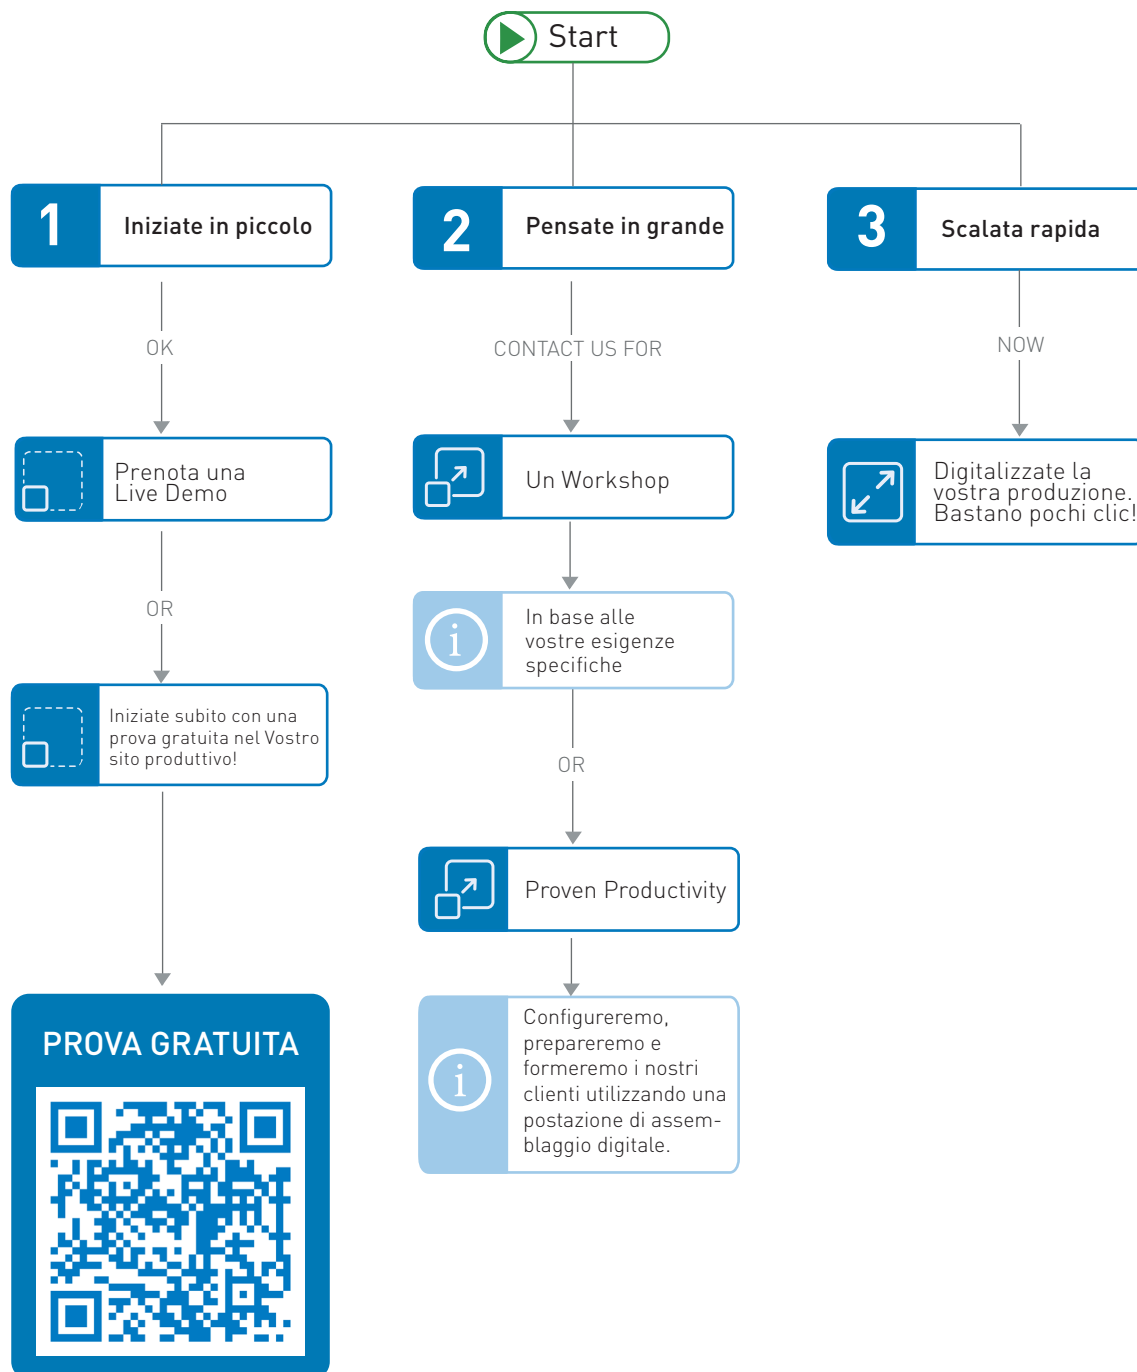 Start
1
Iniziate in piccolo
OK
Prenota una
Live Demo
OR
Iniziate subito con una
prova gratuita nel Vostro
sito produttivo!
PROVA GRATUITA
2
Pensate in grande
CONTACT US FOR
Un Workshop
i
In base alle
vostre esigenze
specifiche
OR
Proven Productivity
i
Configureremo,
prepareremo e
formeremo i nostri
clienti utilizzando una
postazione di assem-
blaggio digitale.
3
Scalata rapida
NOW
Digitalizzate la
vostra produzione.
Bastano pochi clic!